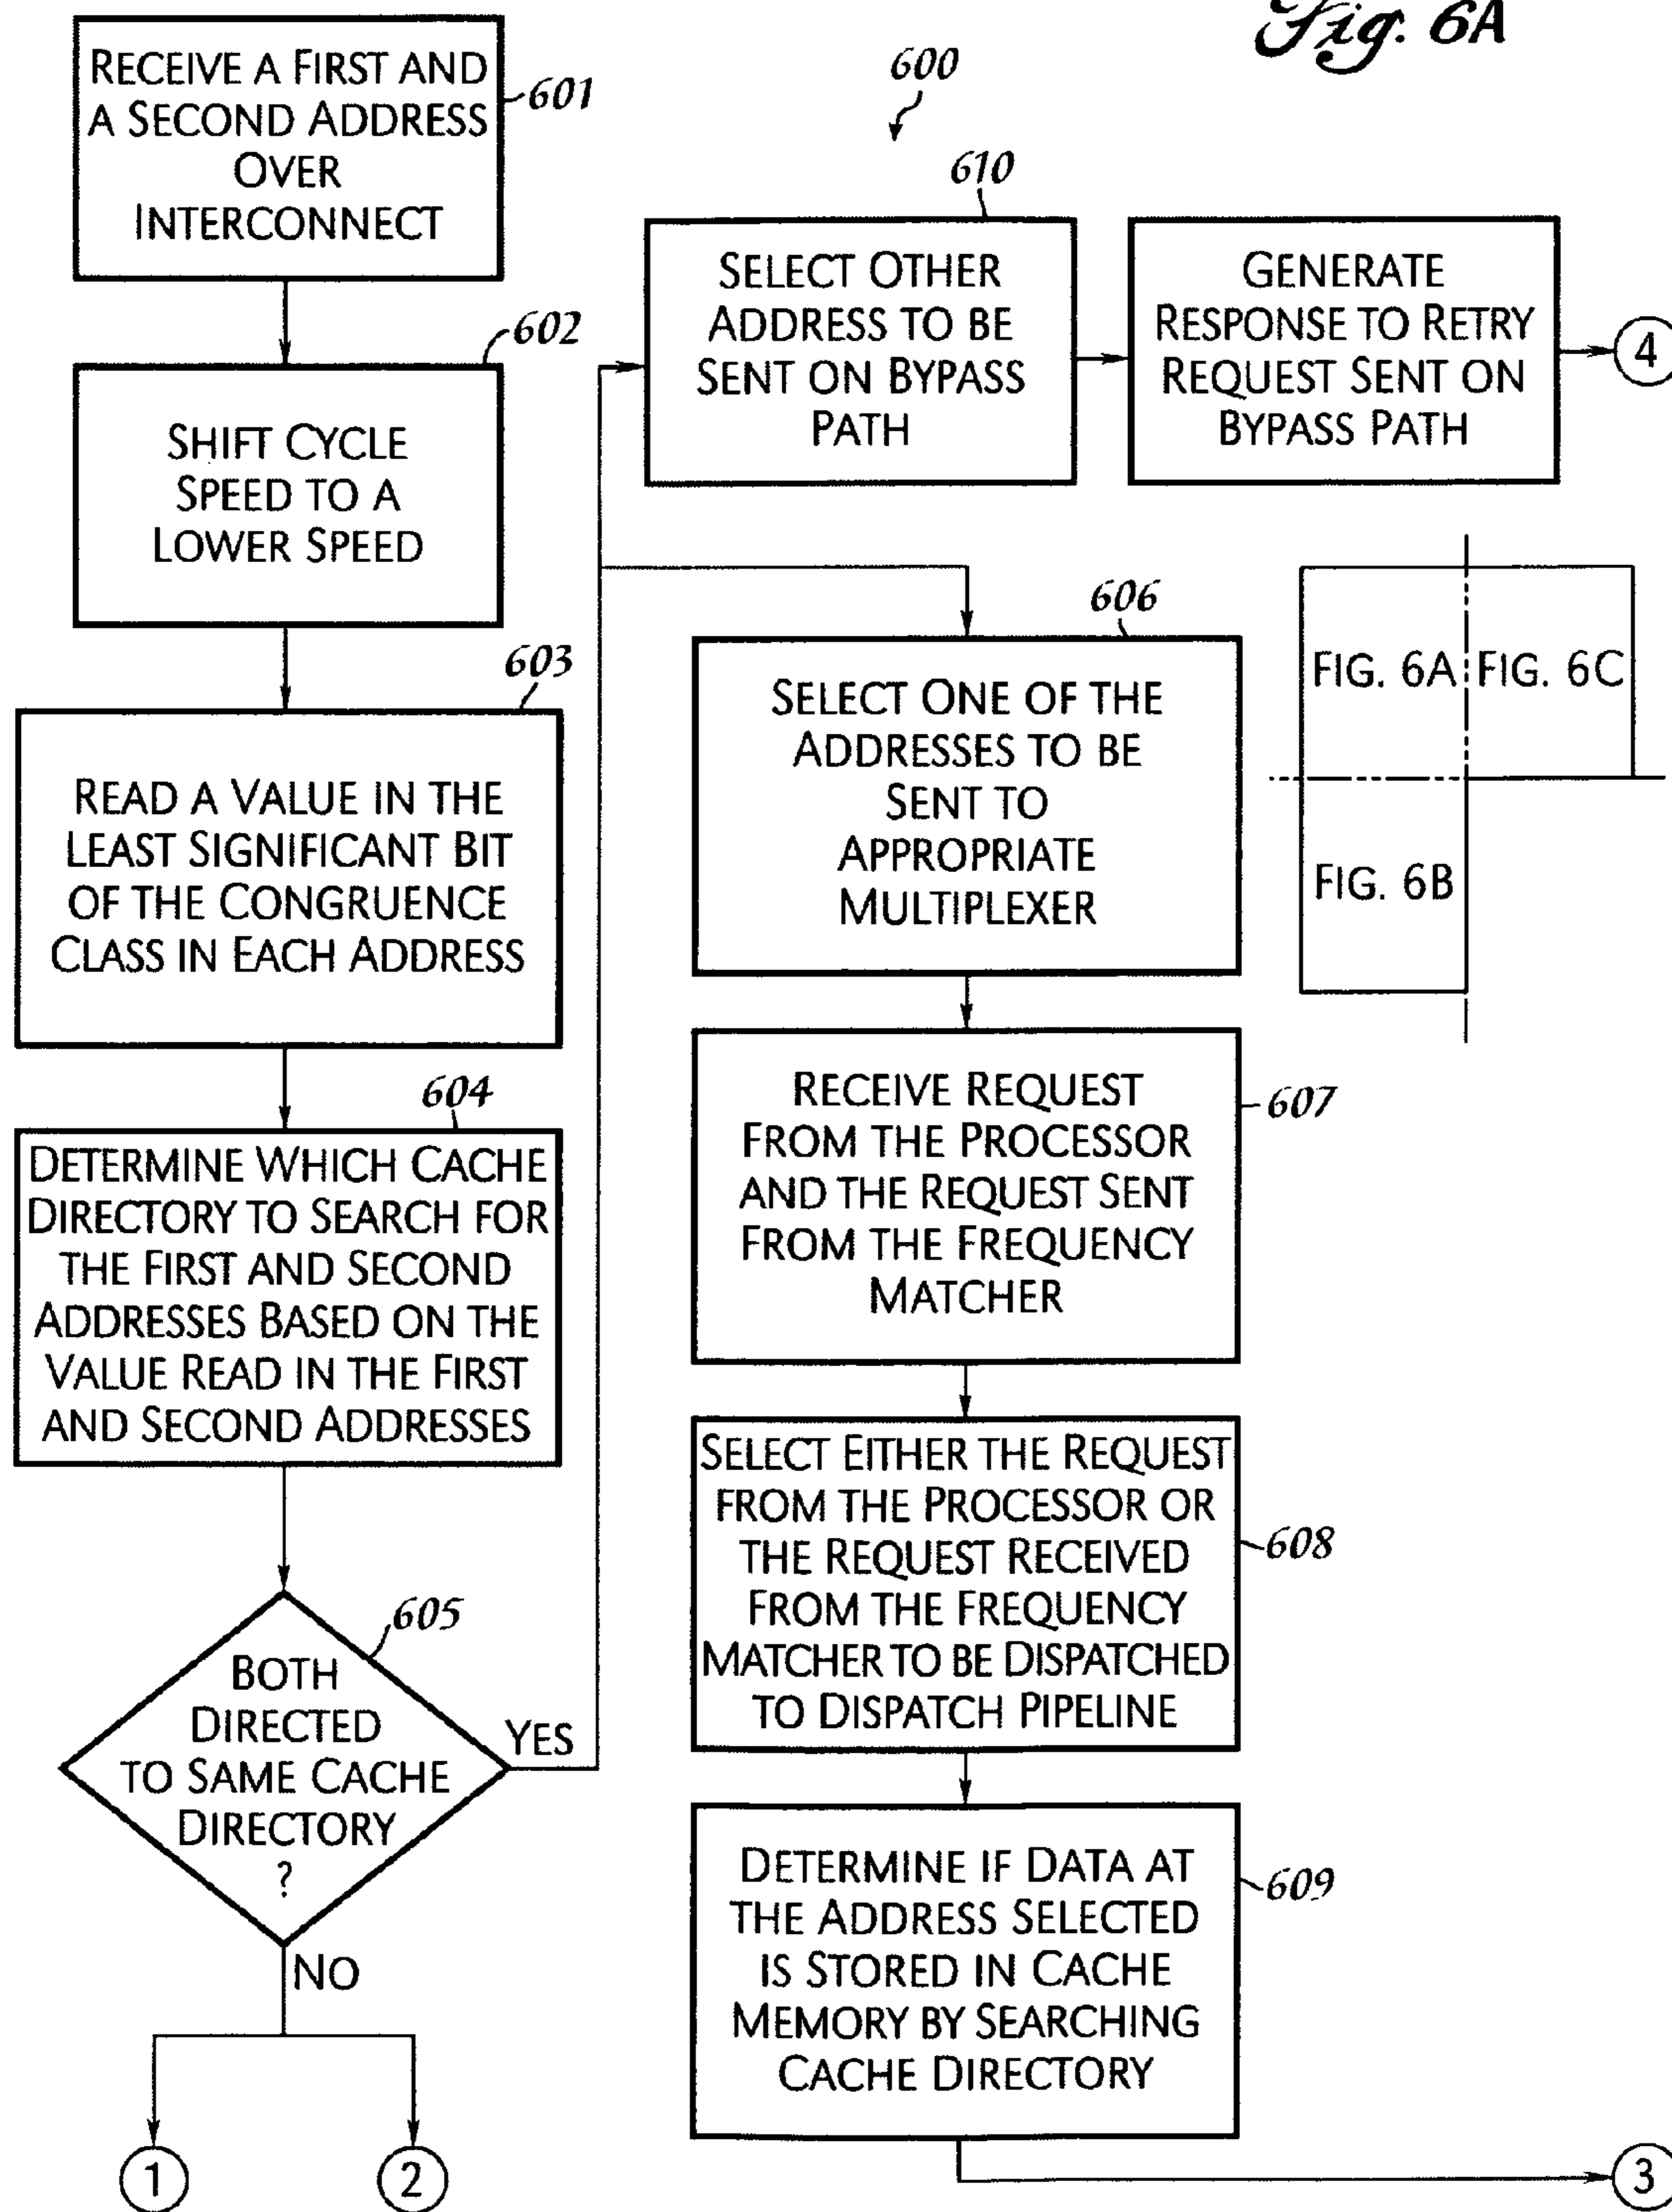 Fig. 6A
600
RECEIVE A FIRST AND
A SECOND ADDRESS
OVER
INTERCONNECT
601
SHIFT CYCLE
SPEED TO A
LOWER SPEED
602
READ A VALUE IN THE
LEAST SIGNIFICANT BIT
OF THE CONGRUENCE
CLASS IN EACH ADDRESS
603
DETERMINE WHICH CACHE
DIRECTORY TO SEARCH FOR
THE FIRST AND SECOND
ADDRESSES BASED ON THE
VALUE READ IN THE FIRST
AND SECOND ADDRESSES
604
BOTH
DIRECTED
TO SAME CACHE
DIRECTORY
?
605
YES
NO
1
2
610
SELECT OTHER
ADDRESS TO BE
SENT ON BYPASS
PATH
GENERATE
RESPONSE TO RETRY
REQUEST SENT ON
BYPASS PATH
4
606
SELECT ONE OF THE
ADDRESSES TO BE
SENT TO
APPROPRIATE
MULTIPLEXER
RECEIVE REQUEST
FROM THE PROCESSOR
AND THE REQUEST SENT
FROM THE FREQUENCY
MATCHER
607
SELECT EITHER THE REQUEST
FROM THE PROCESSOR OR
THE REQUEST RECEIVED
FROM THE FREQUENCY
MATCHER TO BE DISPATCHED
TO DISPATCH PIPELINE
608
DETERMINE IF DATA AT
THE ADDRESS SELECTED
IS STORED IN CACHE
MEMORY BY SEARCHING
CACHE DIRECTORY
609
3
FIG. 6A
FIG. 6C
FIG. 6B